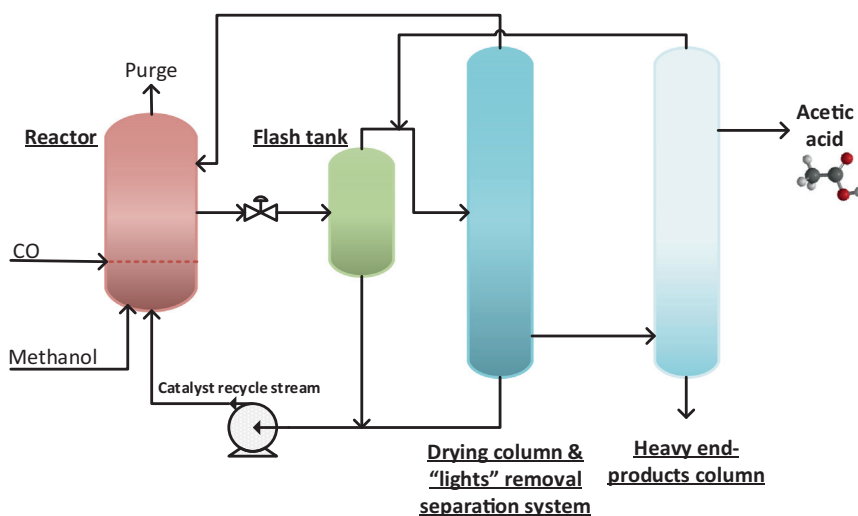 Purge
Reactor
Flash tank
Acetic
acid
CO
Methanol
Catalyst recycle stream
Drying column &
“lights” removal
separation system
Heavy end-
products column